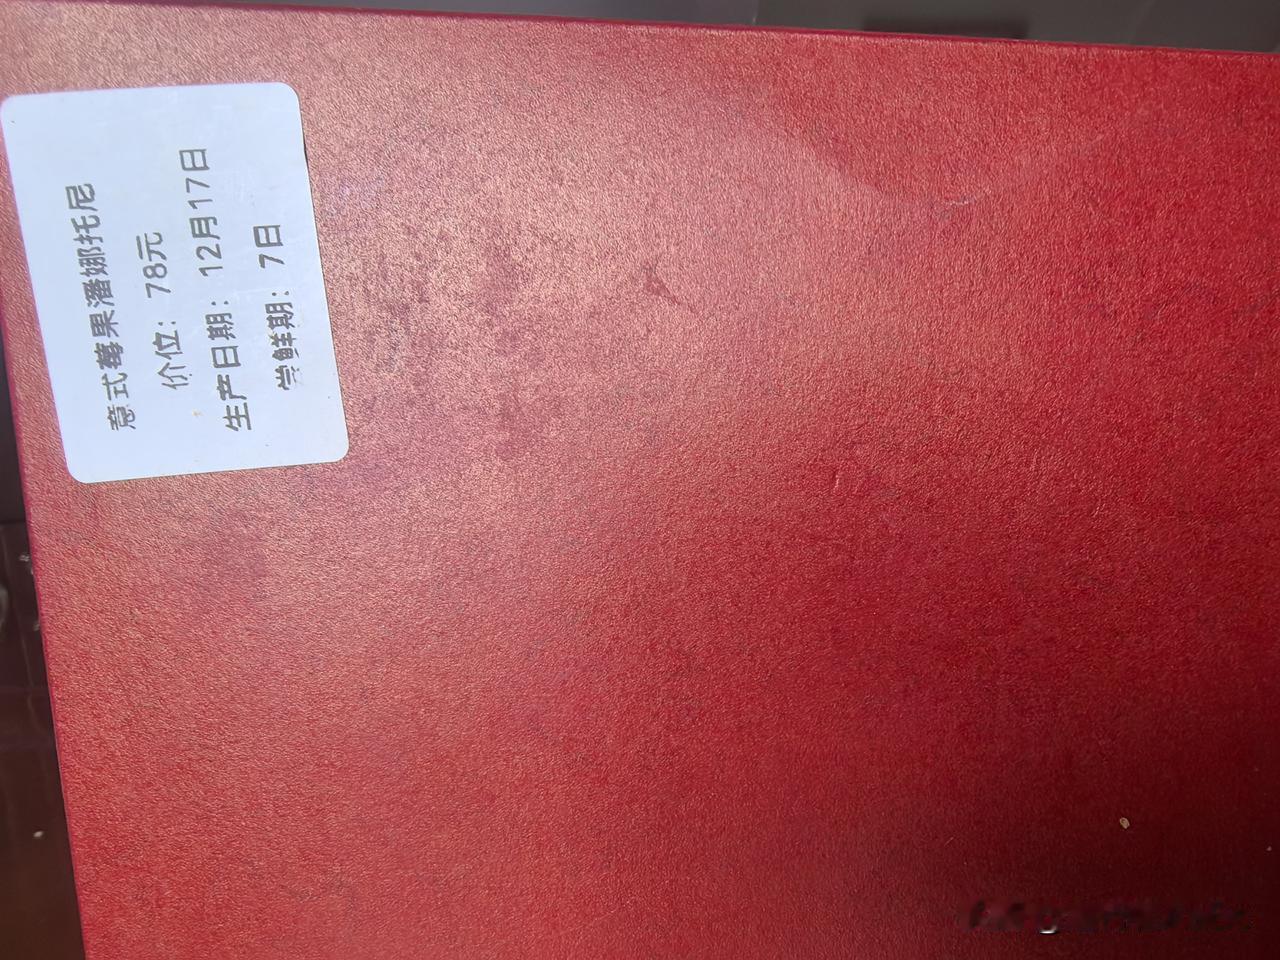 意式莓果潘娜托尼
价位：78元
生产日期：12月17日
尝鲜期：7日